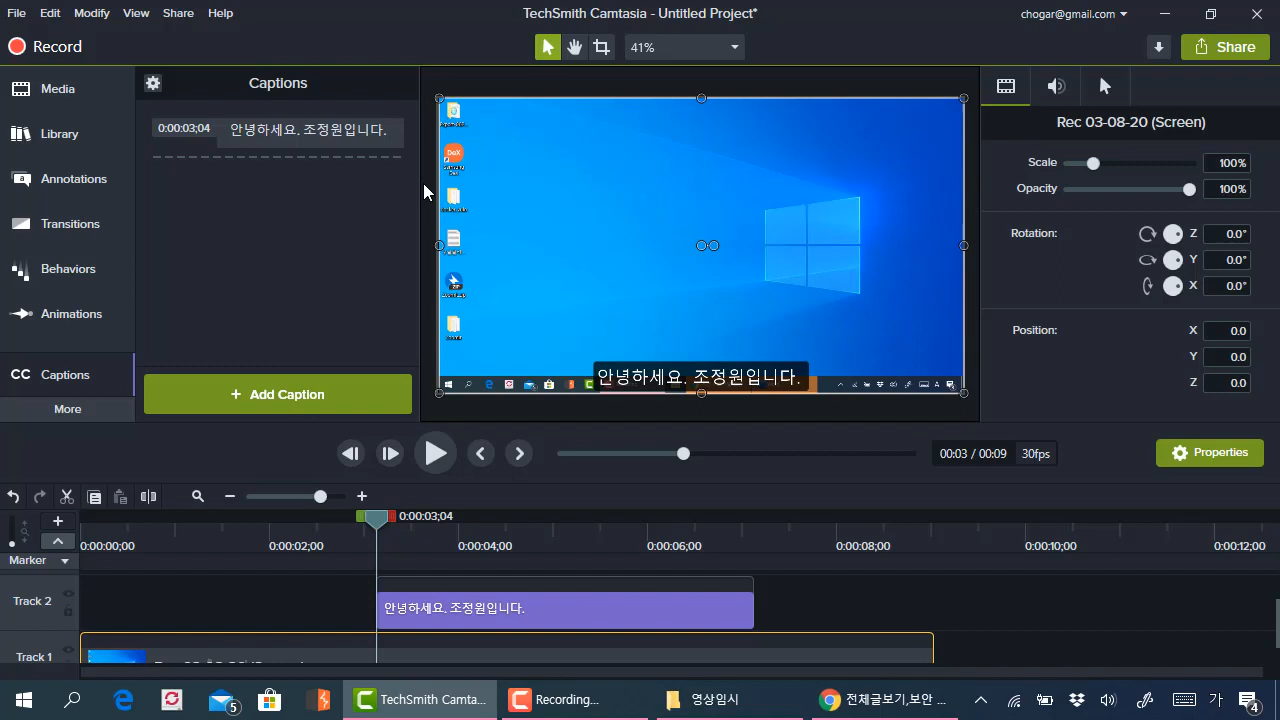 File Edit Modify View Share Help
TechSmith Camtasia - Untitled Project*
chogar@gmail.com
Record
41%
Share
Media
Library
Annotations
Transitions
Behaviors
Animations
CC Captions
More
Captions
0:00:03;04 안녕하세요. 조정원입니다.
+ Add Caption
안녕하세요. 조정원입니다.
Rec 03-08-20 (Screen)
Scale 100%
Opacity 100%
Rotation: Z 0.0°
Y 0.0°
X 0.0°
Position: X 0.0
Y 0.0
Z 0.0
00:03 / 00:09 30fps
Properties
0:00:03;04
0:00:00;00 0:00:02;00 0:00:04;00 0:00:06;00 0:00:08;00 0:00:10;00 0:00:12;00
Marker
Track 2
안녕하세요. 조정원입니다.
Track 1
5
TechSmith Camta...
Recording...
영상임시
전체글보기,보안 ...
가
4